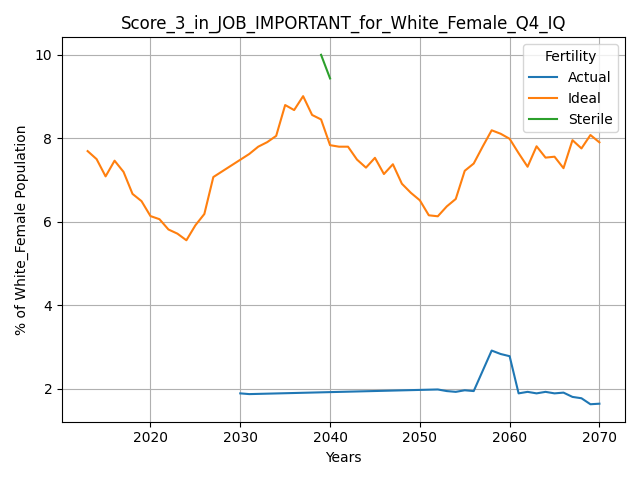 Score_3_in_JOB_IMPORTANT_for_White_Female_Q4_IQ
Fertility
Actual
Ideal
Sterile
% of White_Female Population
10
8
6
4
2
2020 2030 2040 2050 2060 2070
Years